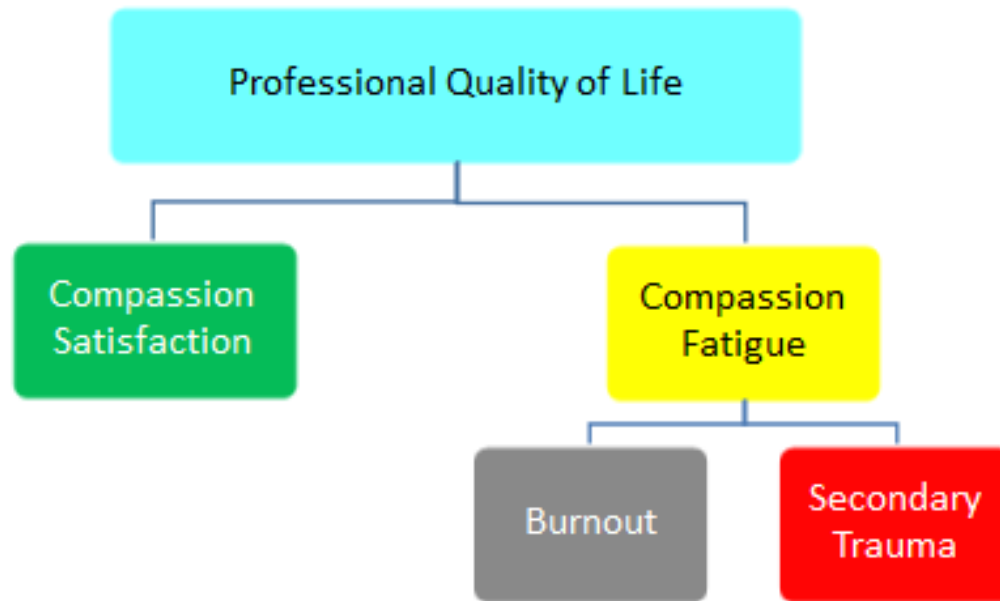 Professional Quality of Life
Compassion
Satisfaction
Compassion
Fatigue
Burnout
Secondary
Trauma